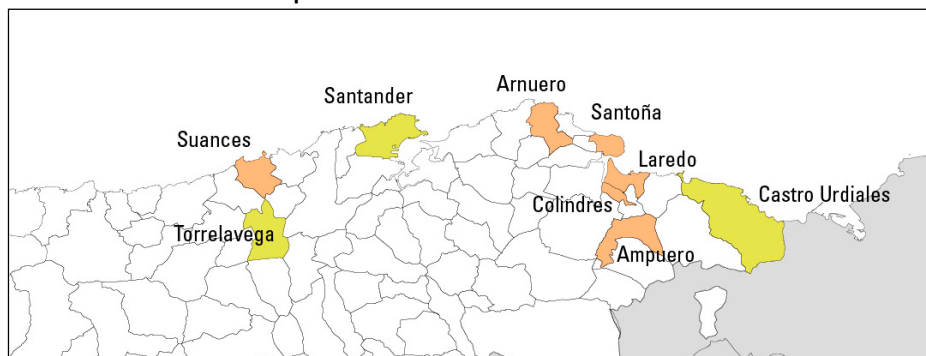 Arnuero
Santander
Santoña
Suances
Laredo
Castro Urdiales
Colindres
Torrelavega
Ampuero